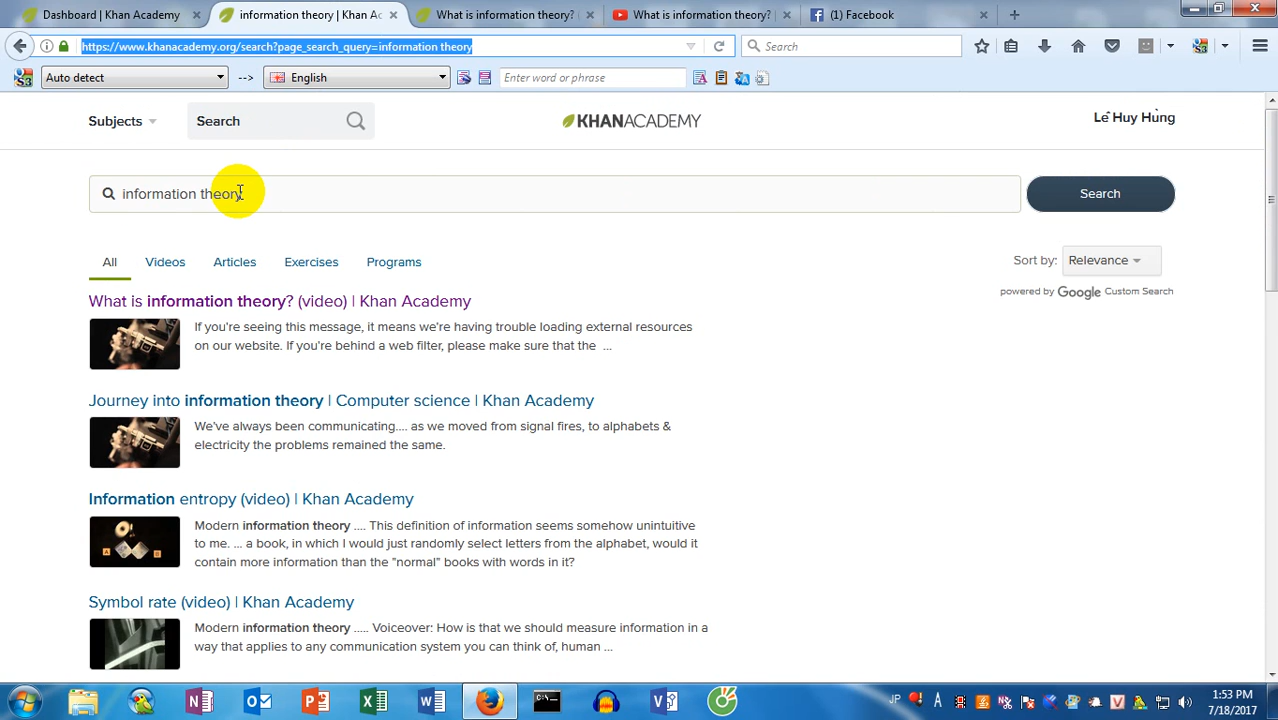 Dashboard | Khan Academy
information theory | Khan Ac
What is information theory?
What is information theory?
(1) Facebook
https://www.khanacademy.org/search?page_search_query=information theory
Search
Auto detect
-->
English
Enter word or phrase
Subjects
Search
KHANACADEMY
Lê Huy Hùng
information theory
Search
All
Videos
Articles
Exercises
Programs
Sort by:
Relevance
powered by Google Custom Search
What is information theory? (video) | Khan Academy
If you're seeing this message, it means we're having trouble loading external resources
on our website. If you're behind a web filter, please make sure that the ...
Journey into information theory | Computer science | Khan Academy
We've always been communicating.... as we moved from signal fires, to alphabets &
electricity the problems remained the same.
Information entropy (video) | Khan Academy
Modern information theory .... This definition of information seems somehow unintuitive
to me. ... a book, in which I would just randomly select letters from the alphabet, would it
contain more information than the "normal" books with words in it?
Symbol rate (video) | Khan Academy
Modern information theory ..... Voiceover: How is that we should measure information in a
way that applies to any communication system you can think of, human ...
JP
1:53 PM
7/18/2017